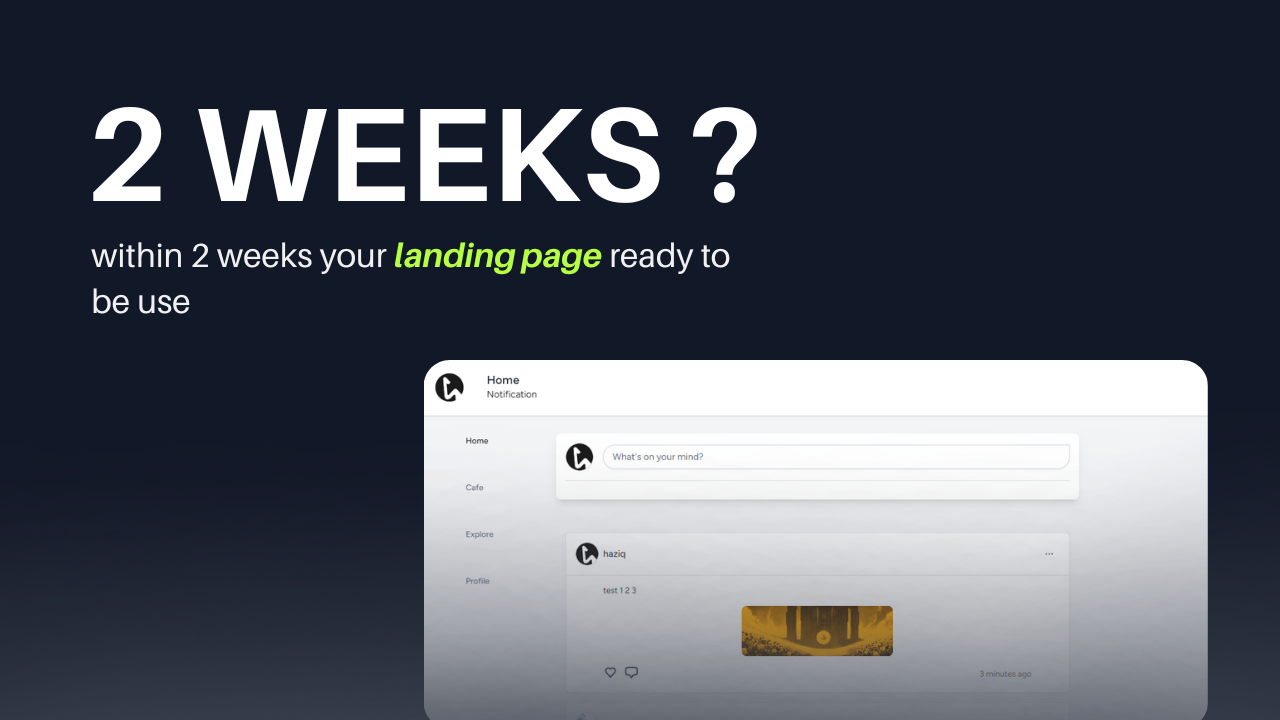 2 WEEKS ?
within 2 weeks your landing page ready to
be use
Home
Notification
Home
Cafe
Explore
Profile
What's on your mind?
haziq
...
test 1 2 3
3 minutes ago